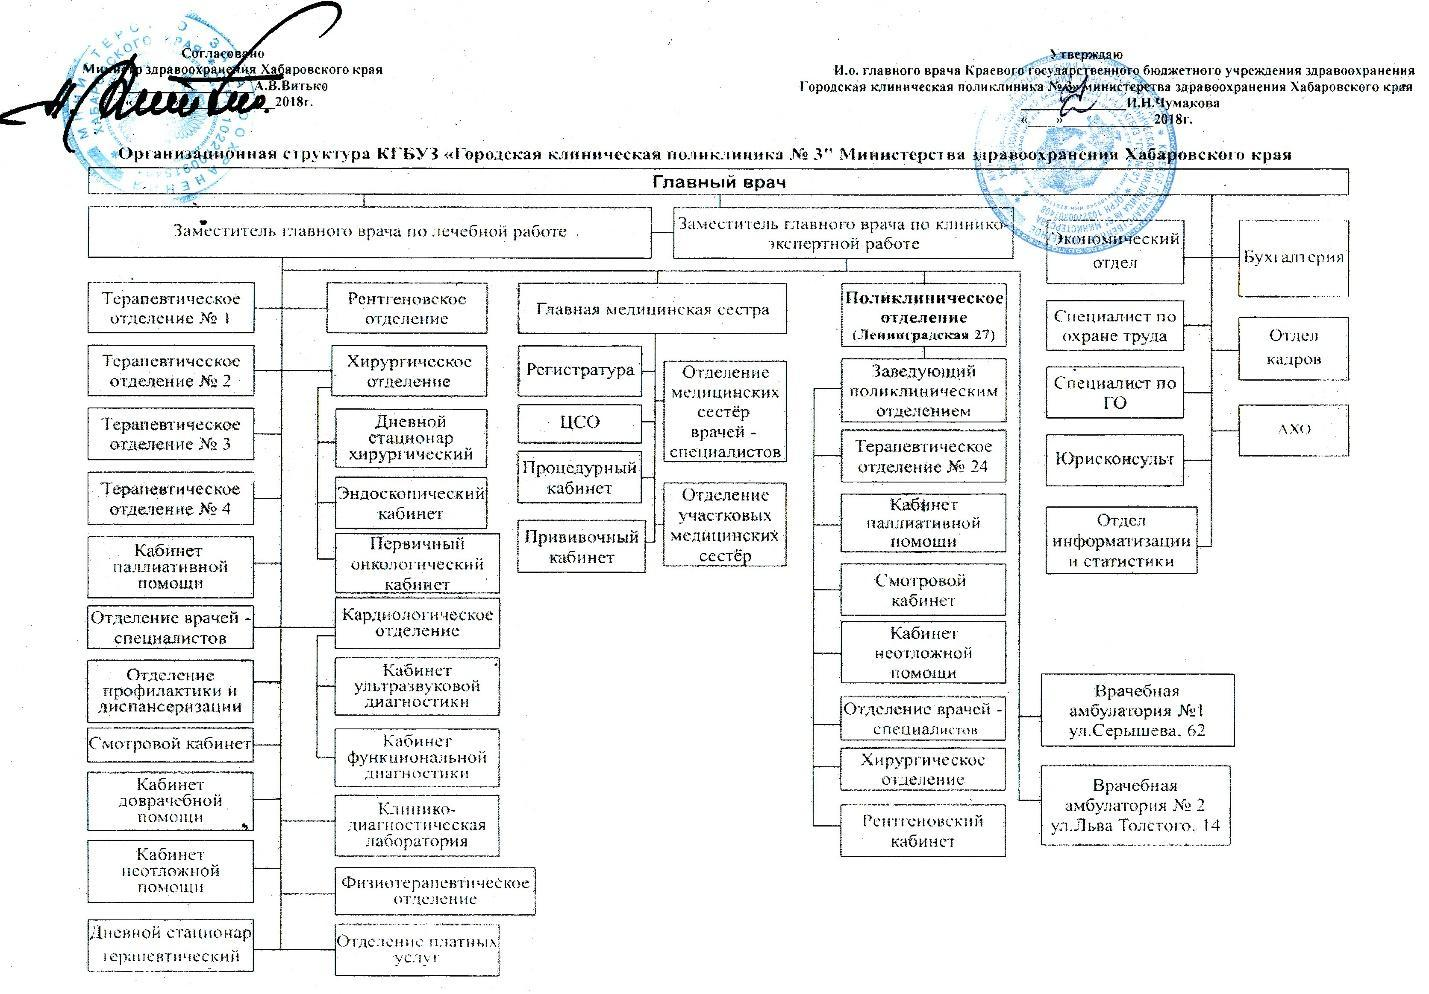 Согласовано
Министр здравоохранения Хабаровского края
А.В.Витько
2018г.
Утверждаю
И.о. главного врача Краевого государственного бюджетного учреждения здравоохранения
Городская клиническая поликлиника министерства здравоохранения Хабаровского края
И.Н.Чумакова
«____»____________2018г.
Организационная структура КГБУЗ «Городская клиническая поликлиника № 3" Министерства здравоохранения Хабаровского края
Главный врач
Заместитель главного врача по лечебной работе
Заместитель главного врача по клинико-
экспертной работе
Терапевтическое
отделение № 1
Терапевтическое
отделение № 2
Терапевтическое
отделение № 3
Терапевтическое
отделение № 4
Кабинет
паллиативной
помощи
Отделение врачей -
специалистов
Отделение
профилактики и
диспансеризации
Смотровой кабинет
Кабинет
доврачебной
помощи
Кабинет
неотложной
помощи
Дневной стационар
терапевтический
Рентгеновское
отделение
Хирургическое
отделение
Дневной
стационар
хирургический
Эндоскопический
кабинет
Первичный
онкологический
кабинет
Кардиологическое
отделение
Кабинет
ультразвуковой
диагностики
Кабинет
функциональной
диагностики
Клинико-
диагностическая
лаборатория
Физиотерапевтическое
отделение
Отделение платных
услуг
Главная медицинская сестра
Регистратура
ЦСО
Процедурный
кабинет
Прививочный
кабинет
Отделение
медицинских
сестёр
врачей -
специалистов
Отделение
участковых
медицинских
сестёр
Поликлиническое
отделение
(Ленинградская 27)
Заведующий
поликлиническим
отделением
Терапевтическое
отделение № 24
Кабинет
паллиативной
помощи
Смотровой
кабинет
Кабинет
неотложной
помощи
Отделение врачей -
специалистов
Хирургическое
отделение
Рентгеновский
кабинет
Экономический
отдел
Специалист по
охране труда
Специалист по
ГО
Юрисконсульт
Отдел
информатизации
и статистики
Бухгалтерия
Отдел
кадров
АХО
Врачебная
амбулатория №1
ул.Серышева, 62
Врачебная
амбулатория № 2
ул.Льва Толстого, 14